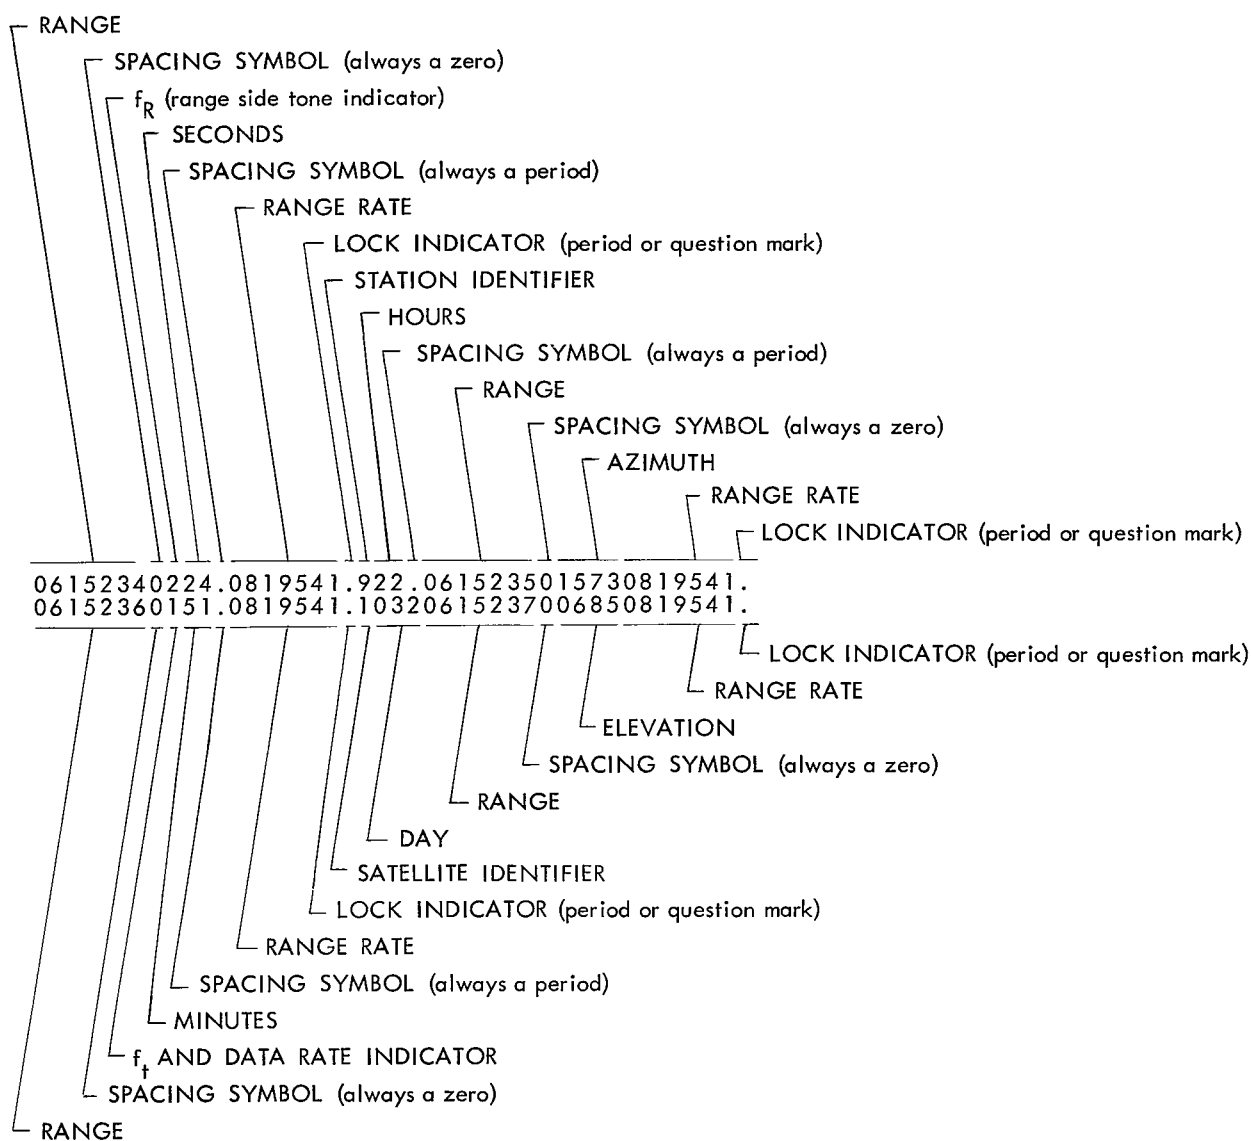 RANGE
SPACING SYMBOL (always a zero)
fR (range side tone indicator)
SECONDS
SPACING SYMBOL (always a period)
RANGE RATE
LOCK INDICATOR (period or question mark)
STATION IDENTIFIER
HOURS
SPACING SYMBOL (always a period)
RANGE
SPACING SYMBOL (always a zero)
AZIMUTH
RANGE RATE
LOCK INDICATOR (period or question mark)
06152340224.0819541.922.0615235015730819541.
06152360151.0819541.10320615237006850819541.
LOCK INDICATOR (period or question mark)
RANGE RATE
ELEVATION
SPACING SYMBOL (always a zero)
RANGE
DAY
SATELLITE IDENTIFIER
LOCK INDICATOR (period or question mark)
RANGE RATE
SPACING SYMBOL (always a period)
MINUTES
ft AND DATA RATE INDICATOR
SPACING SYMBOL (always a zero)
RANGE